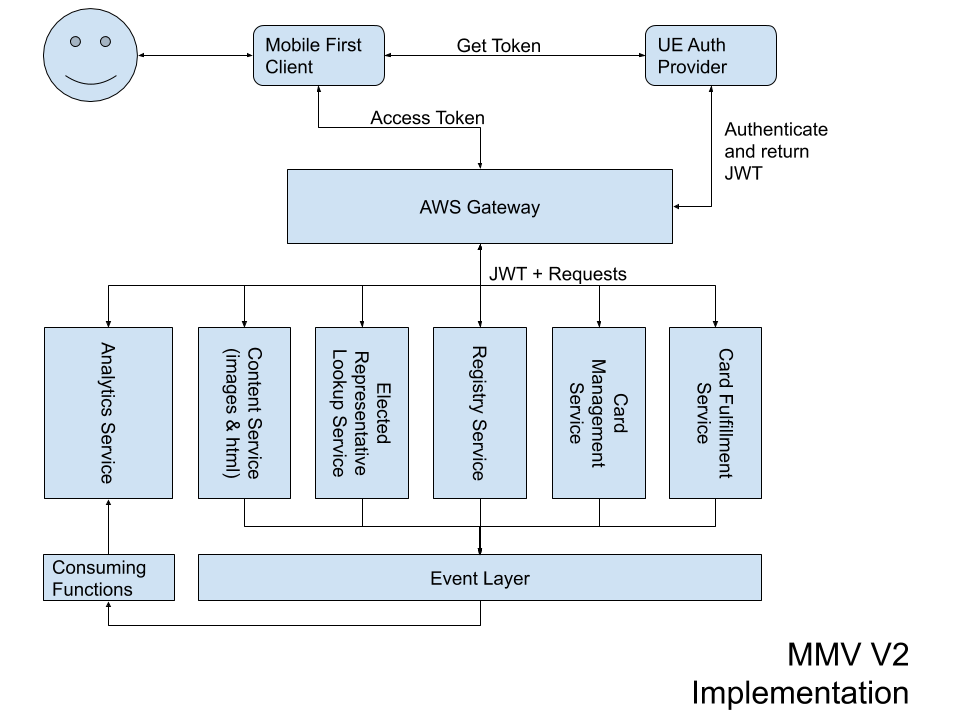 Mobile First
Client
Get Token
UE Auth
Provider
Access Token
Authenticate
and return
JWT
AWS Gateway
JWT + Requests
Analytics Service
Content Service
(images & html)
Elected
Representative
Lookup Service
Registry Service
Card
Management
Service
Card Fulfillment
Service
Consuming
Functions
Event Layer
MMV V2
Implementation